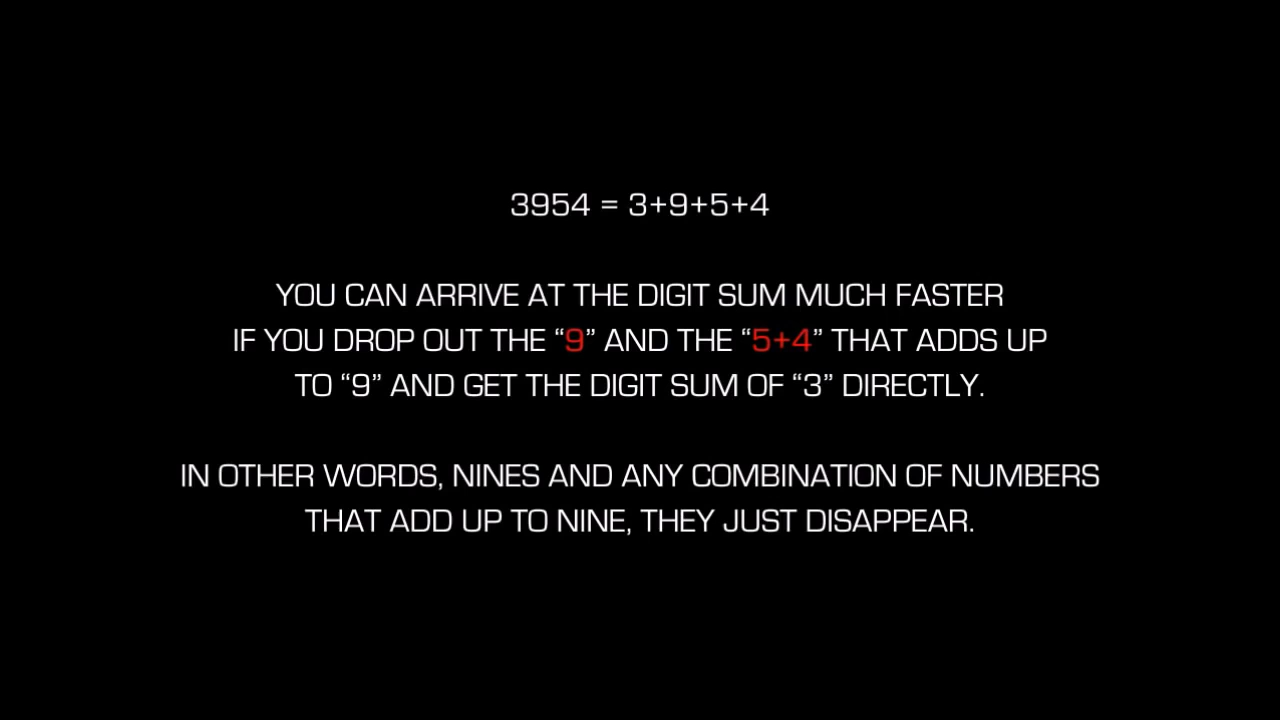 3954 = 3+9+5+4
YOU CAN ARRIVE AT THE DIGIT SUM MUCH FASTER
IF YOU DROP OUT THE “9” AND THE “5+4” THAT ADDS UP
TO “9” AND GET THE DIGIT SUM OF “3” DIRECTLY.
IN OTHER WORDS, NINES AND ANY COMBINATION OF NUMBERS
THAT ADD UP TO NINE, THEY JUST DISAPPEAR.